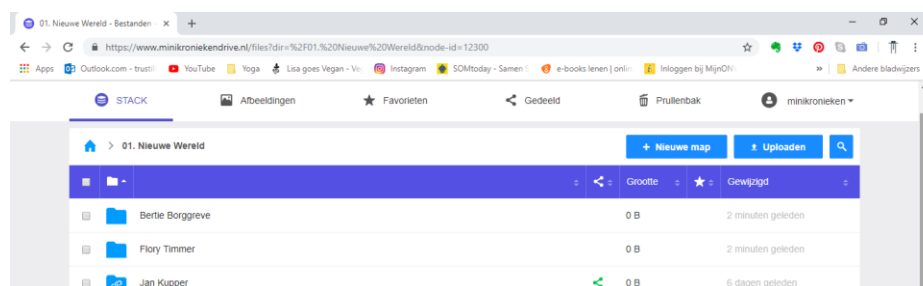 01. Nieuwe Wereld - Bestanden
https://www.minikroniekendrive.nl/files?dir=%2F01.%20Nieuwe%20Wereld&node-id=12300
Apps Outlook.com - trustii YouTube Yoga Lisa goes Vegan - Ve Instagram SOMtoday - Samen S e-books lenen | onlin Inloggen bij MijnON » Andere bladwijzers
STACK Afbeeldingen Favorieten Gedeeld Prullenbak minikronieken
> 01. Nieuwe Wereld + Nieuwe map Uploaden
Grootte Gewijzigd
Bertie Borggreve 0 B 2 minuten geleden
Flory Timmer 0 B 2 minuten geleden
Jan Kupper 0 B 6 dagen geleden